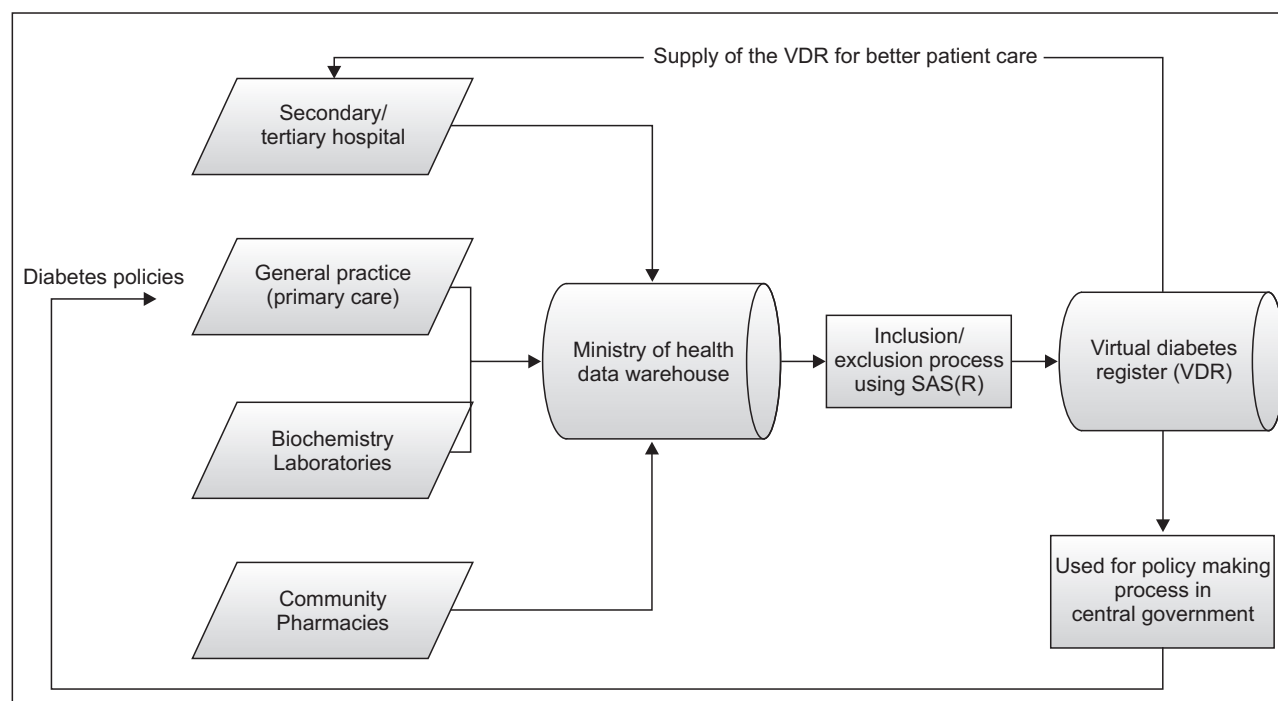 Supply of the VDR for better patient care
Secondary/
tertiary hospital
Diabetes policies
General practice
(primary care)
Ministry of health
data warehouse
Inclusion/
exclusion process
using SAS(R)
Virtual diabetes
register (VDR)
Biochemistry
Laboratories
Community
Pharmacies
Used for policy making
process in
central government